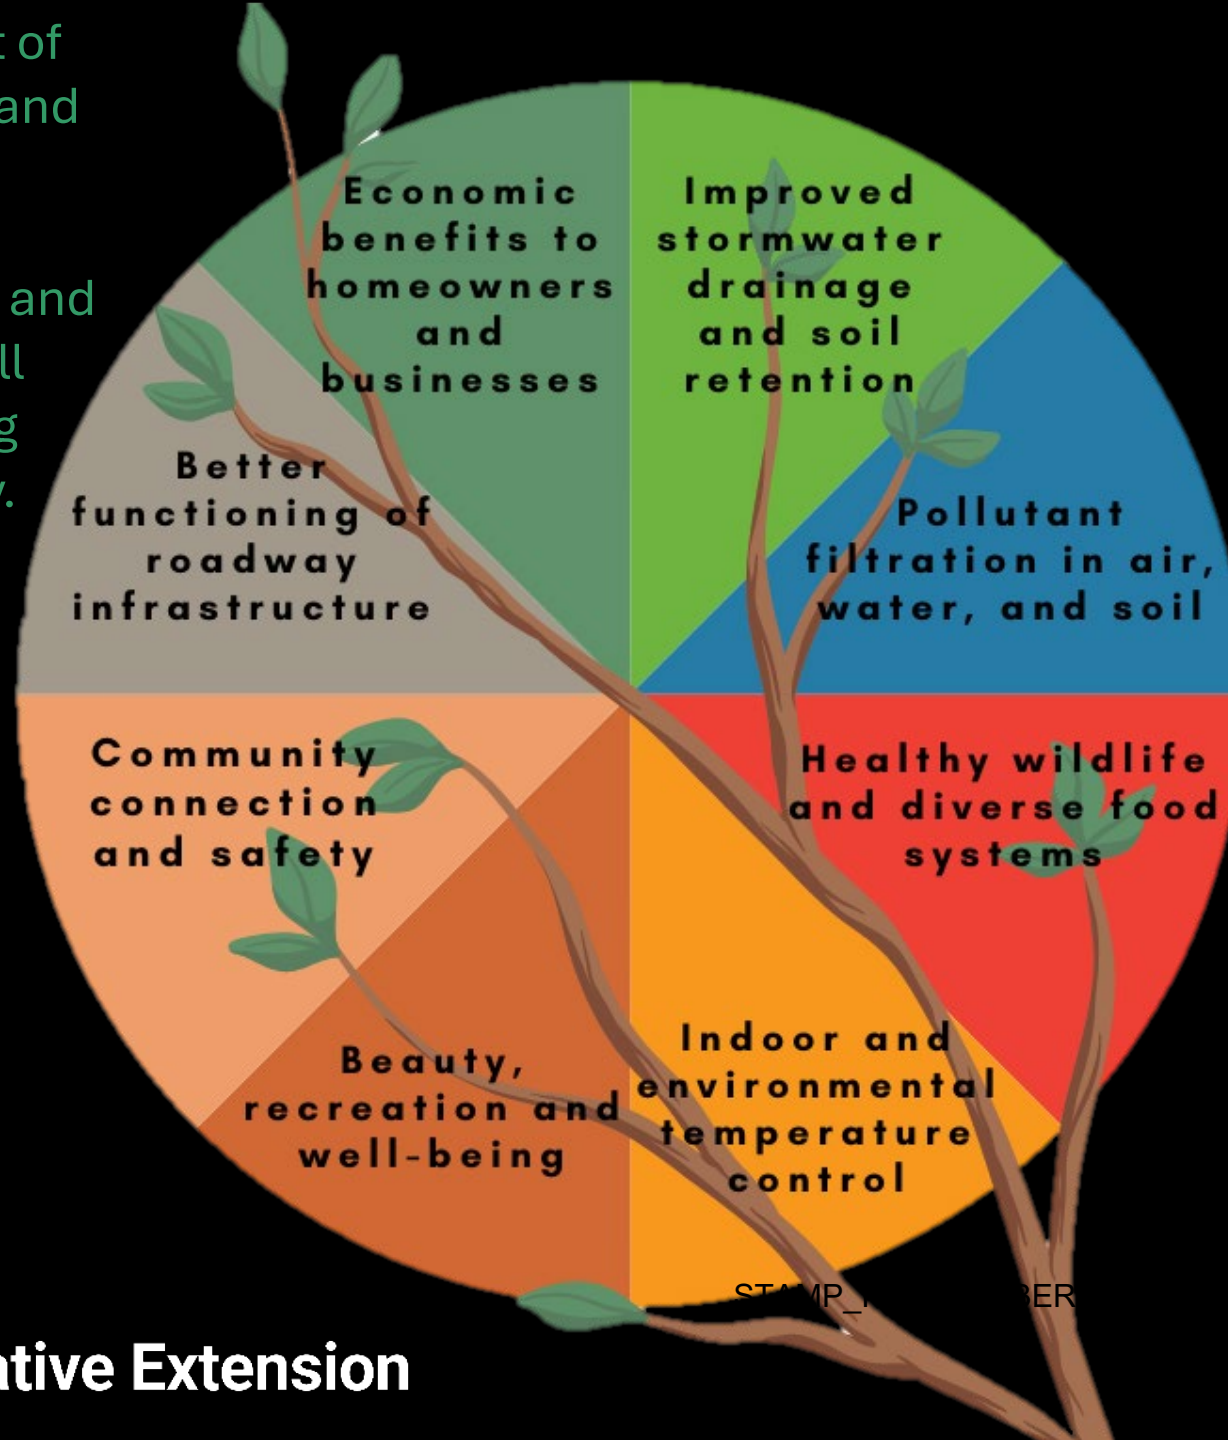 t of
and
and
ll
g
y.
Economic
benefits to
homeowners
and
businesses
Improved
stormwater
drainage
and soil
retention
Better
functioning of
roadway
infrastructure
Pollutant
filtration in air,
water, and soil
Community
connection
and safety
Healthy wildlife
and diverse food
systems
Beauty,
recreation and
well-being
Indoor and
environmental
temperature
control
ative Extension